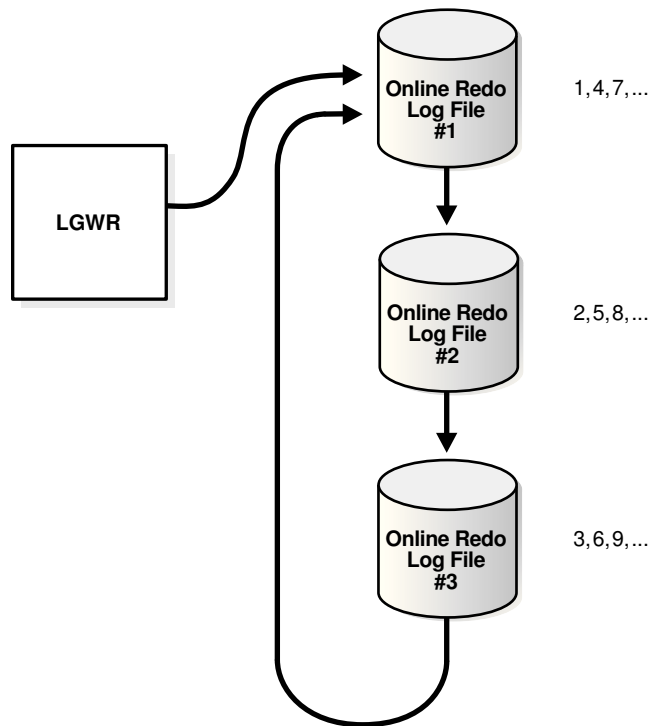 Online Redo
Log File
#1
1,4,7,...
LGWR
Online Redo
Log File
#2
2,5,8,...
Online Redo
Log File
#3
3,6,9,...